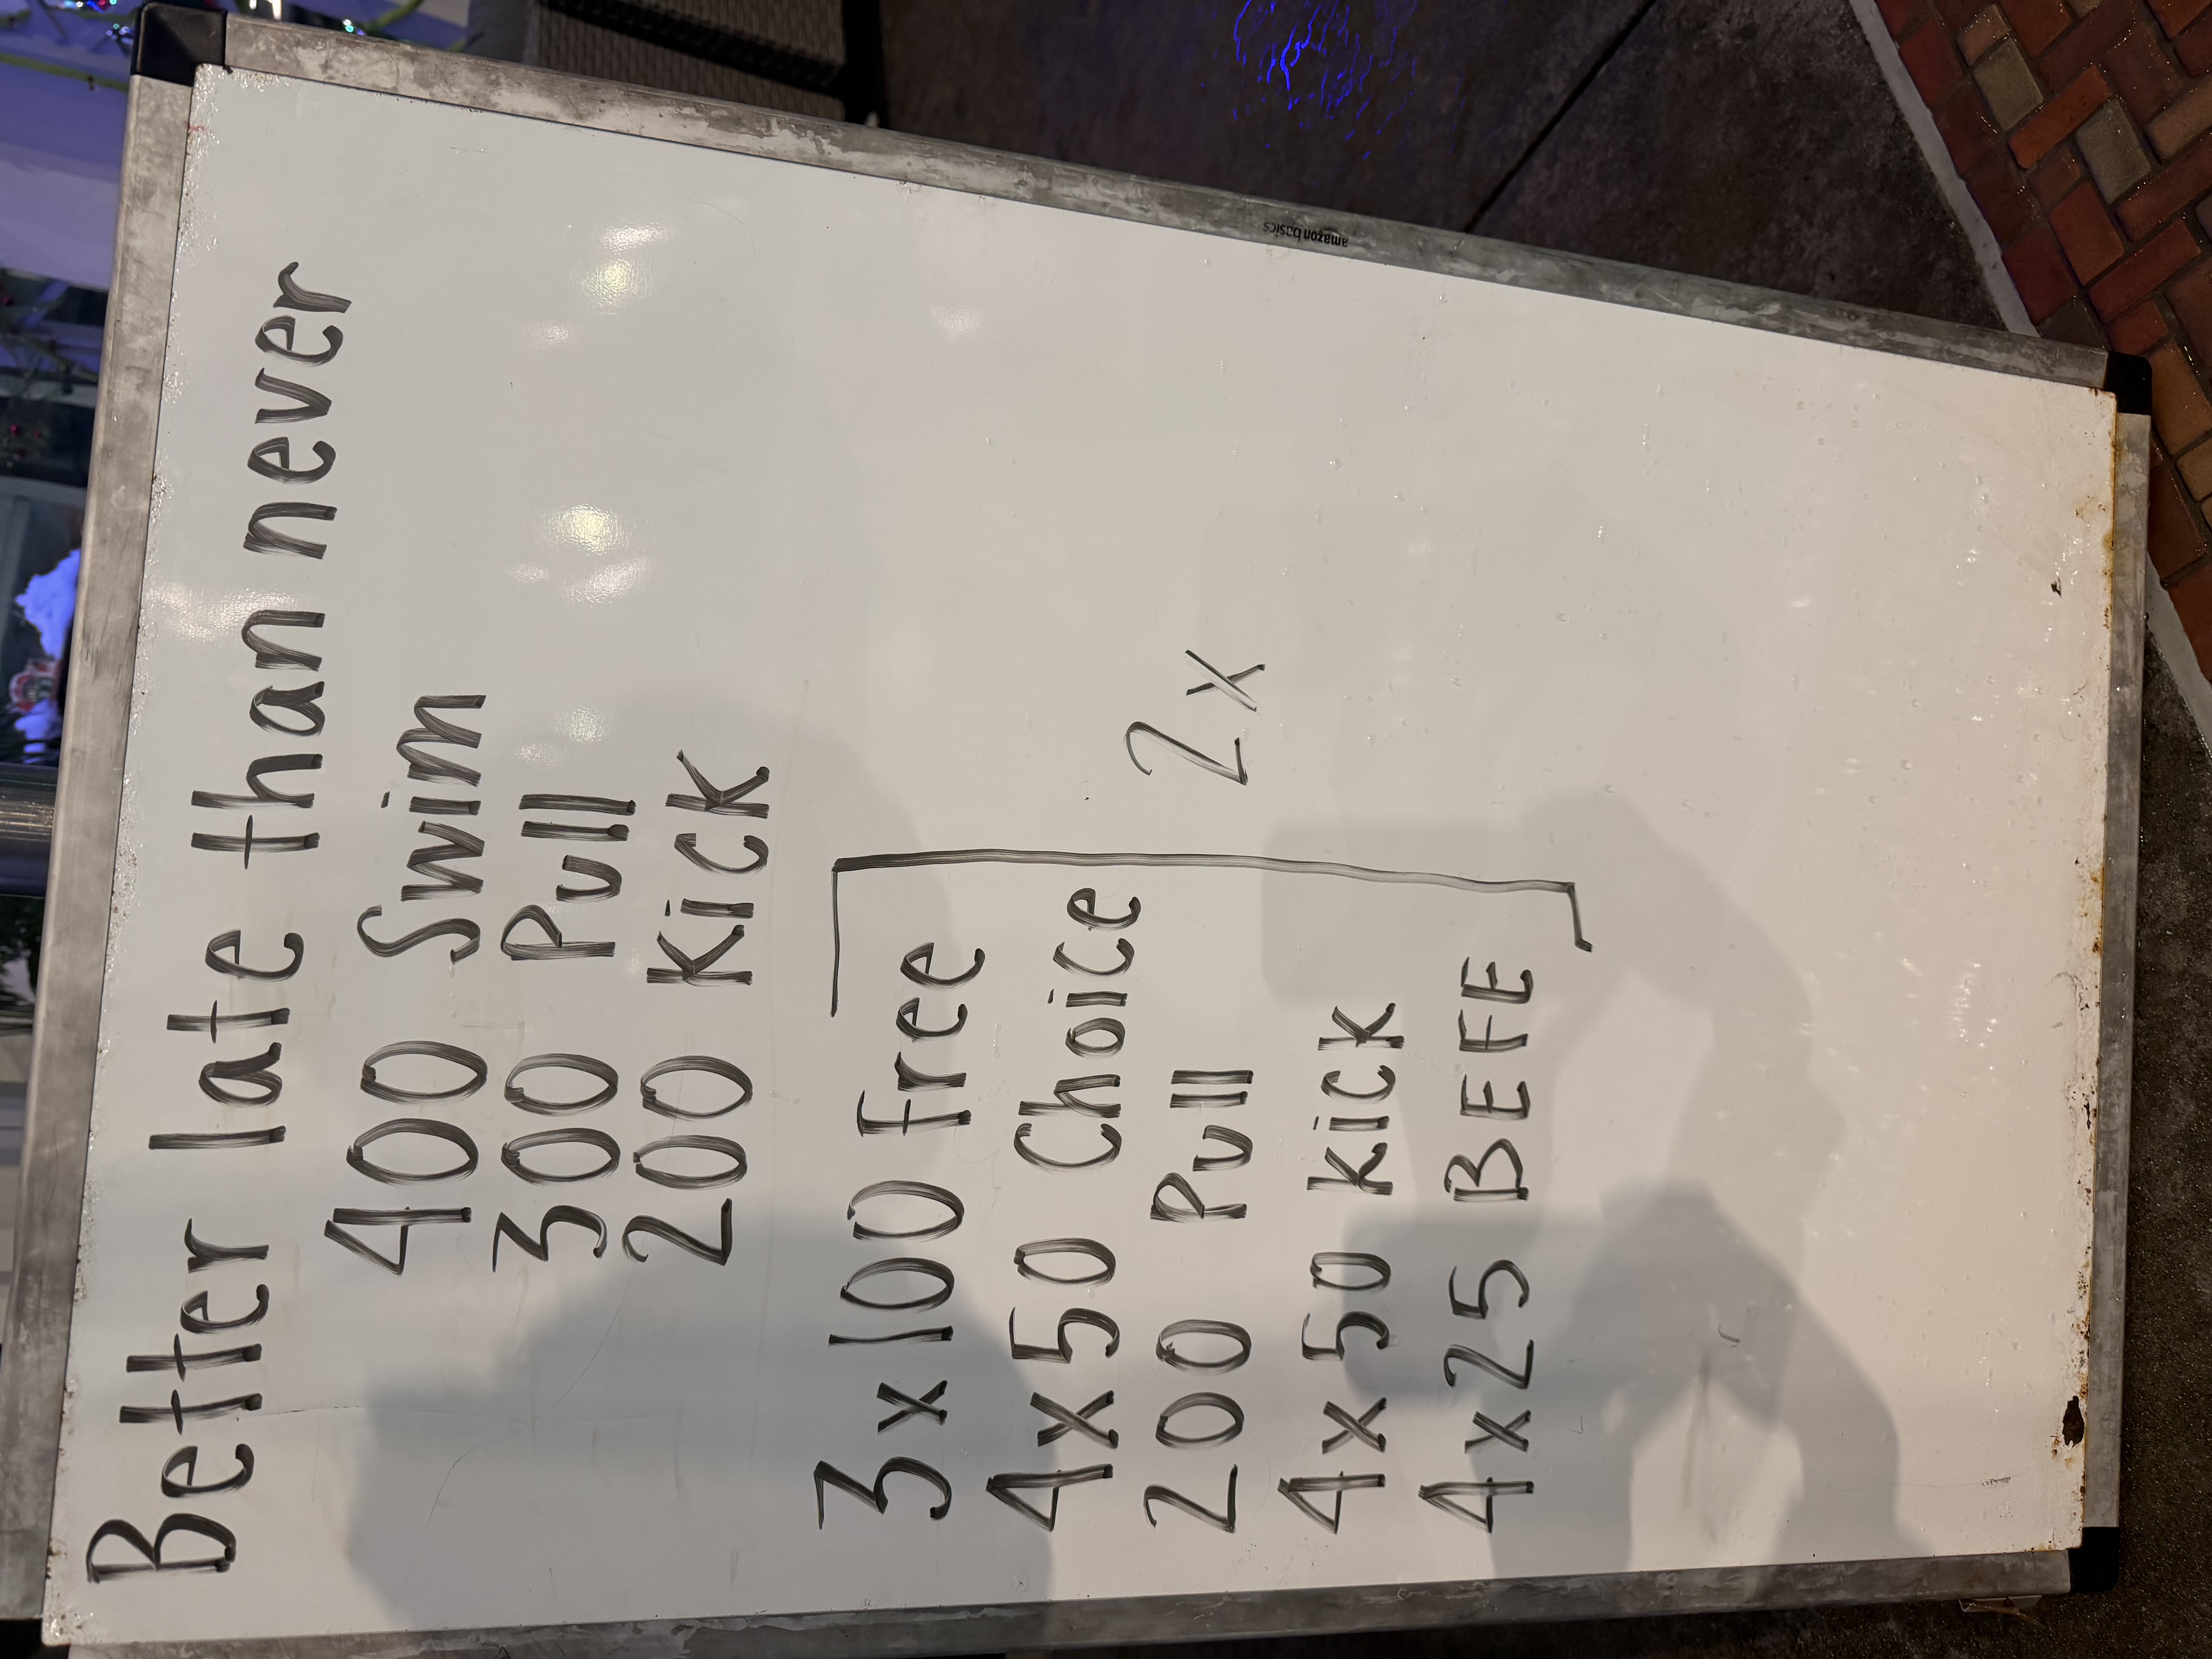 Better late than never
400 Swim
300 Pull
200 Kick
3x100 free
4x50 Choice
200 Pull
4x50 kick
4x25 BEFE
2x
amazon basics